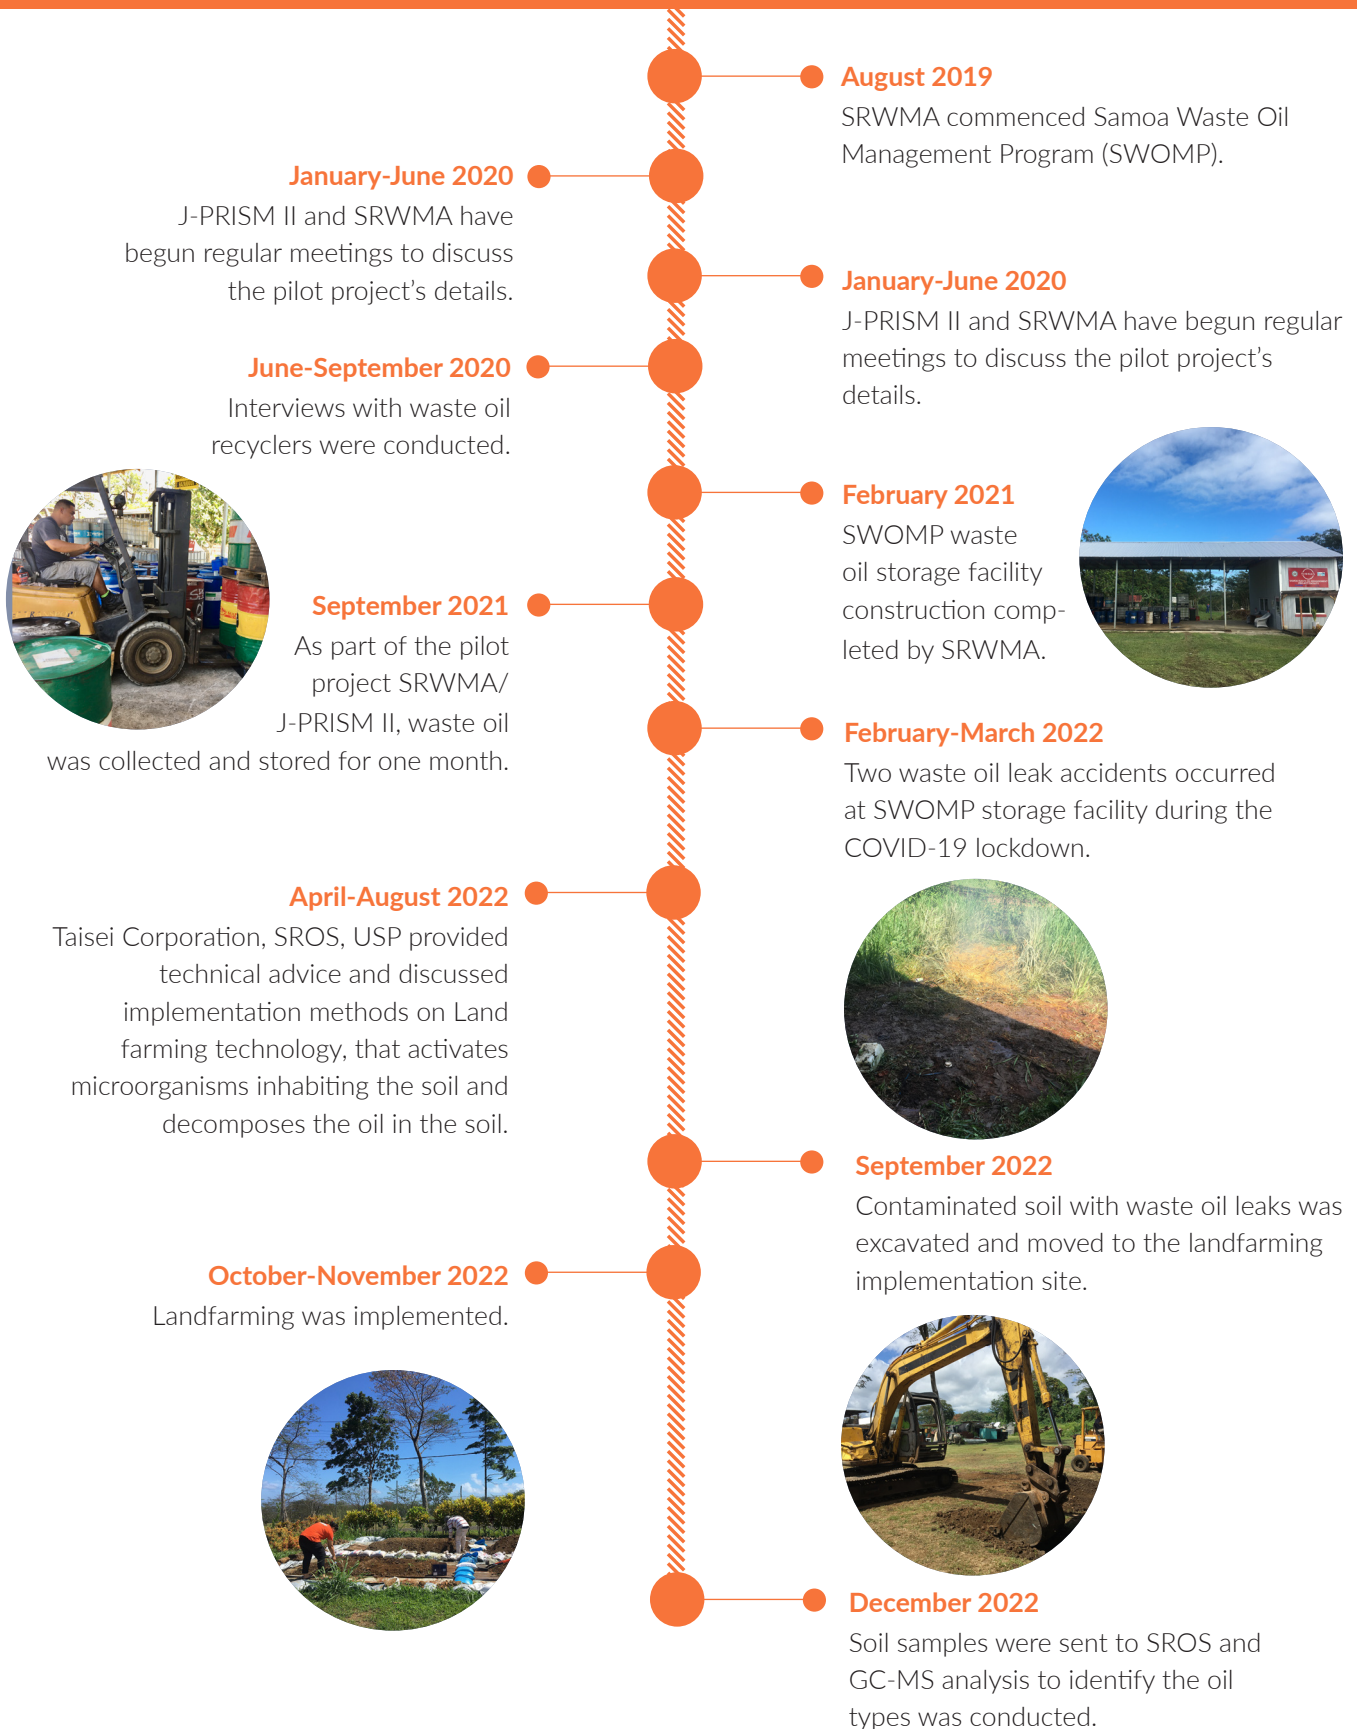 August 2019
SRWMA commenced Samoa Waste Oil
Management Program (SWOMP).
January-June 2020
J-PRISM II and SRWMA have
begun regular meetings to discuss
the pilot project's details.
January-June 2020
J-PRISM II and SRWMA have begun regular
meetings to discuss the pilot project's
details.
June-September 2020
Interviews with waste oil
recyclers were conducted.
February 2021
SWOMP waste
oil storage facility
construction comp-
leted by SRWMA.
September 2021
As part of the pilot
project SRWMA/
J-PRISM II, waste oil
was collected and stored for one month.
February-March 2022
Two waste oil leak accidents occurred
at SWOMP storage facility during the
COVID-19 lockdown.
April-August 2022
Taisei Corporation, SROS, USP provided
technical advice and discussed
implementation methods on Land
farming technology, that activates
microorganisms inhabiting the soil and
decomposes the oil in the soil.
September 2022
Contaminated soil with waste oil leaks was
excavated and moved to the landfarming
implementation site.
October-November 2022
Landfarming was implemented.
December 2022
Soil samples were sent to SROS and
GC-MS analysis to identify the oil
types was conducted.